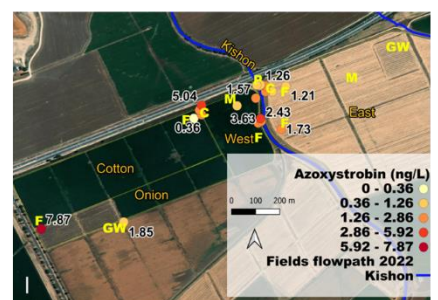 GW
Kishon
R 1.26
M
1.57 G F
1.21
5.04 M
C 2.43
East
F 3.63
0.36
West F F
1.73
Cotton
Onion
F 7.87
GW
1.85
Azoxystrobin (ng/L)
0 - 0.36
0.36 - 1.26
1.26 - 2.86
2.86 - 5.92
5.92 - 7.87
Fields flowpath 2022
Kishon
0 100 200 m